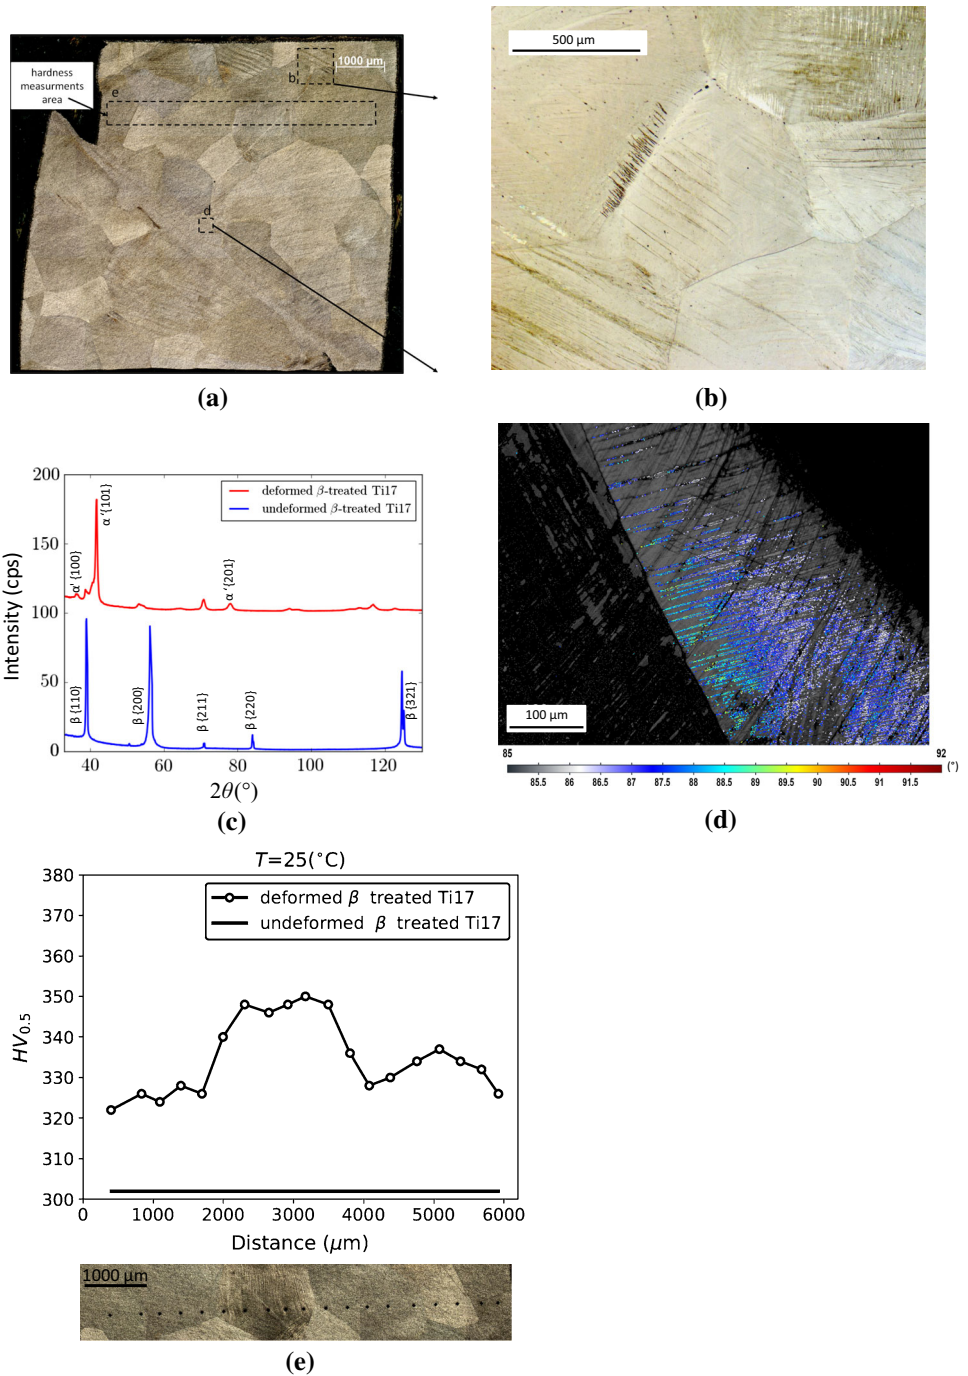 hardness
measurments
area
e
b
1000 µm
d
(a)
500 µm
(b)
200
150
100
50
0
Intensity (cps)
deformed β-treated Ti17
undeformed β-treated Ti17
α' {100}
α '{101}
α '{201}
β {110}
β {200}
β {211}
β {220}
β {321}
40
60
80
100
120
2θ(°)
(c)
100 µm
85
92
85.5 86 86.5 87 87.5 88 88.5 89 89.5 90 90.5 91 91.5
(°)
(d)
T=25(°C)
380
370
360
350
340
330
320
310
300
HV0.5
deformed β treated Ti17
undeformed β treated Ti17
0 1000 2000 3000 4000 5000 6000
Distance (µm)
1000 µm
(e)